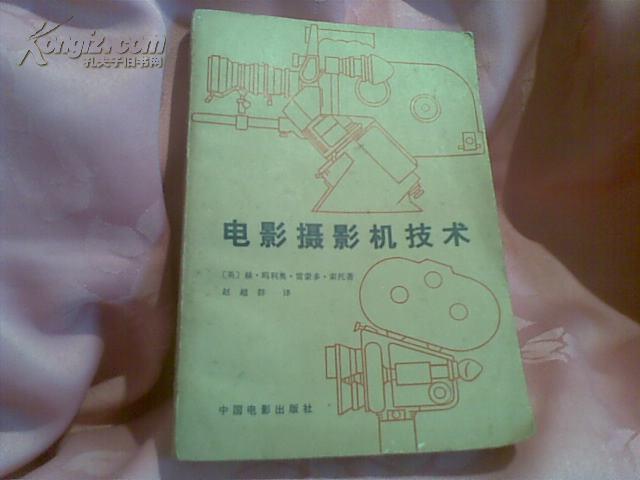 Kongfz.com
孔夫子旧书网
电影摄影机技术
〔英〕赫·玛利奥·雷蒙多·索托著
赵超群 译
中国电影出版社